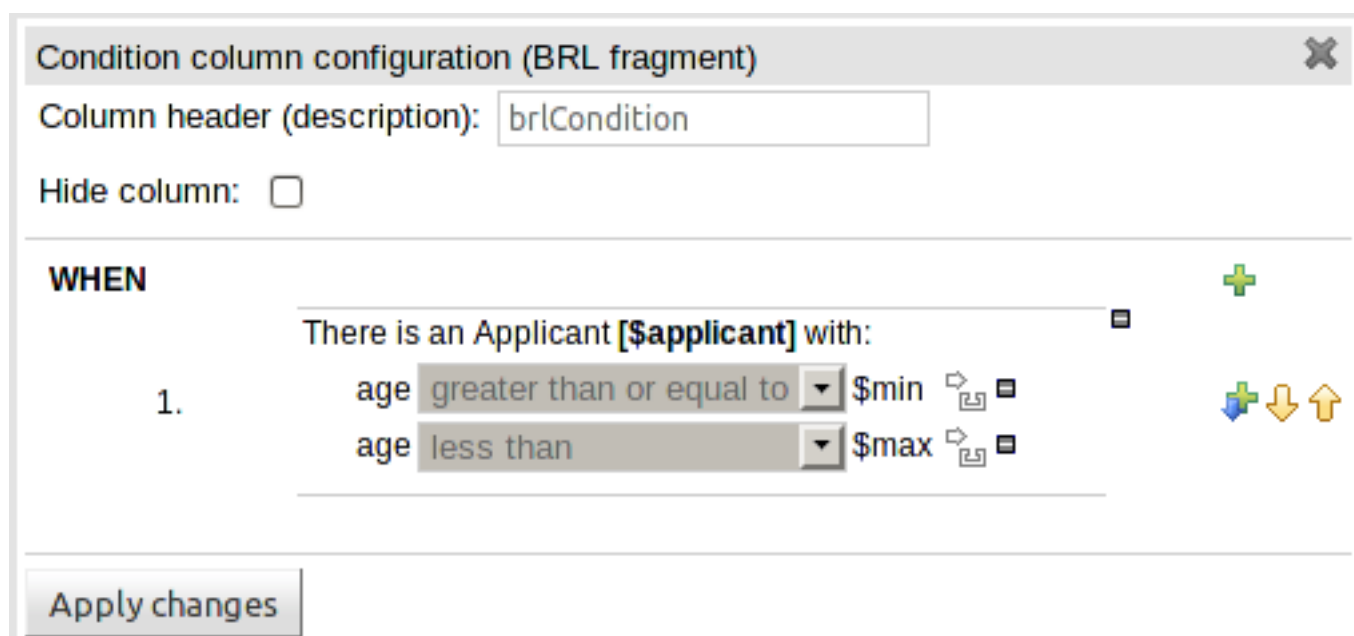 Condition column configuration (BRL fragment)
Column header (description): brlCondition
Hide column:
WHEN
There is an Applicant [$applicant] with:
1.
age greater than or equal to $min
age less than $max
Apply changes